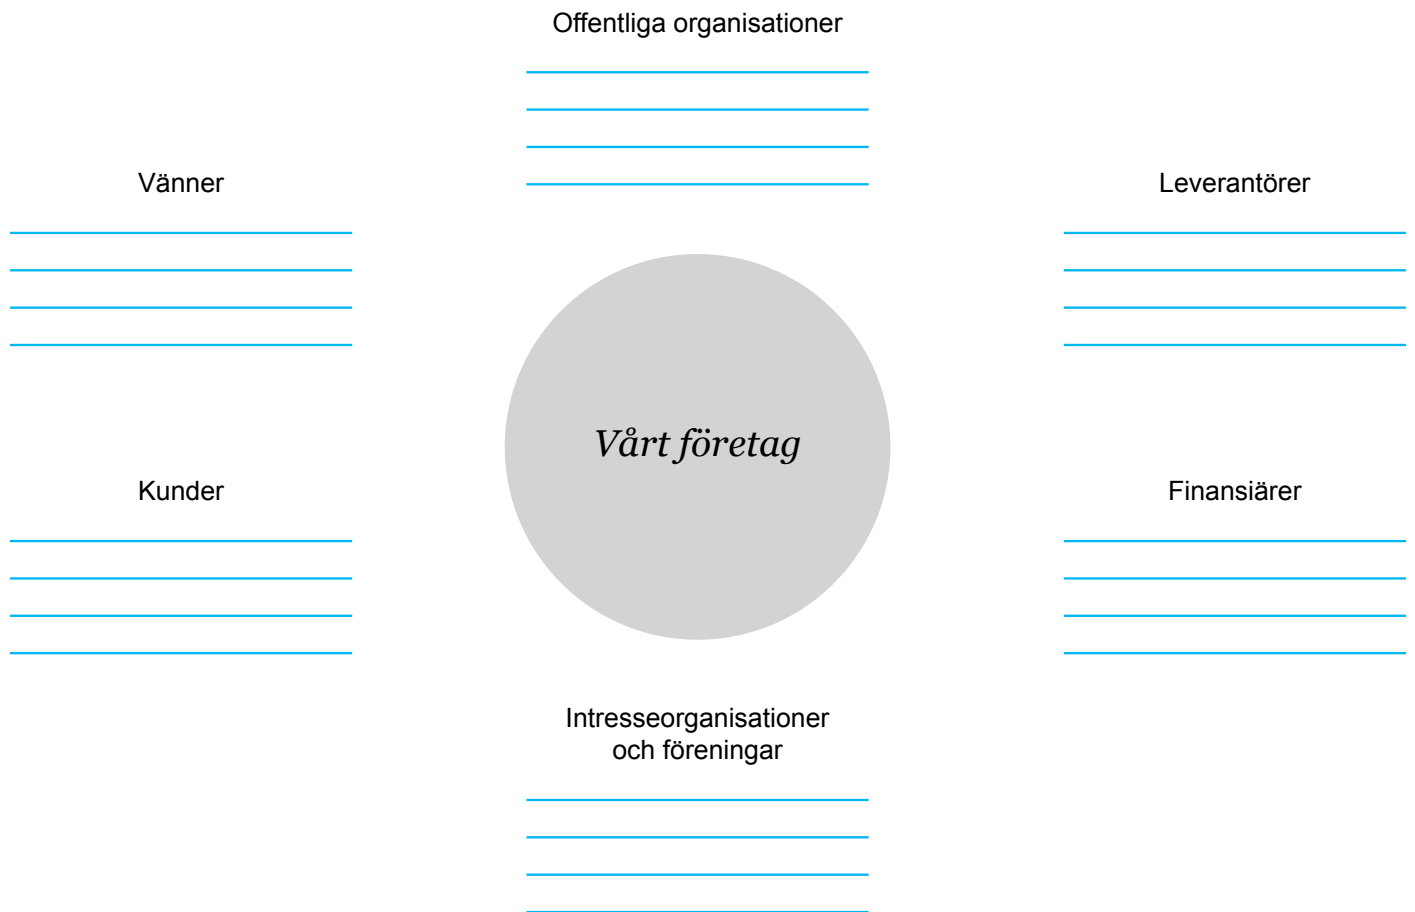 Offentliga organisationer
Vänner
Leverantörer
Vårt företag
Kunder
Finansiärer
Intresseorganisationer
och föreningar